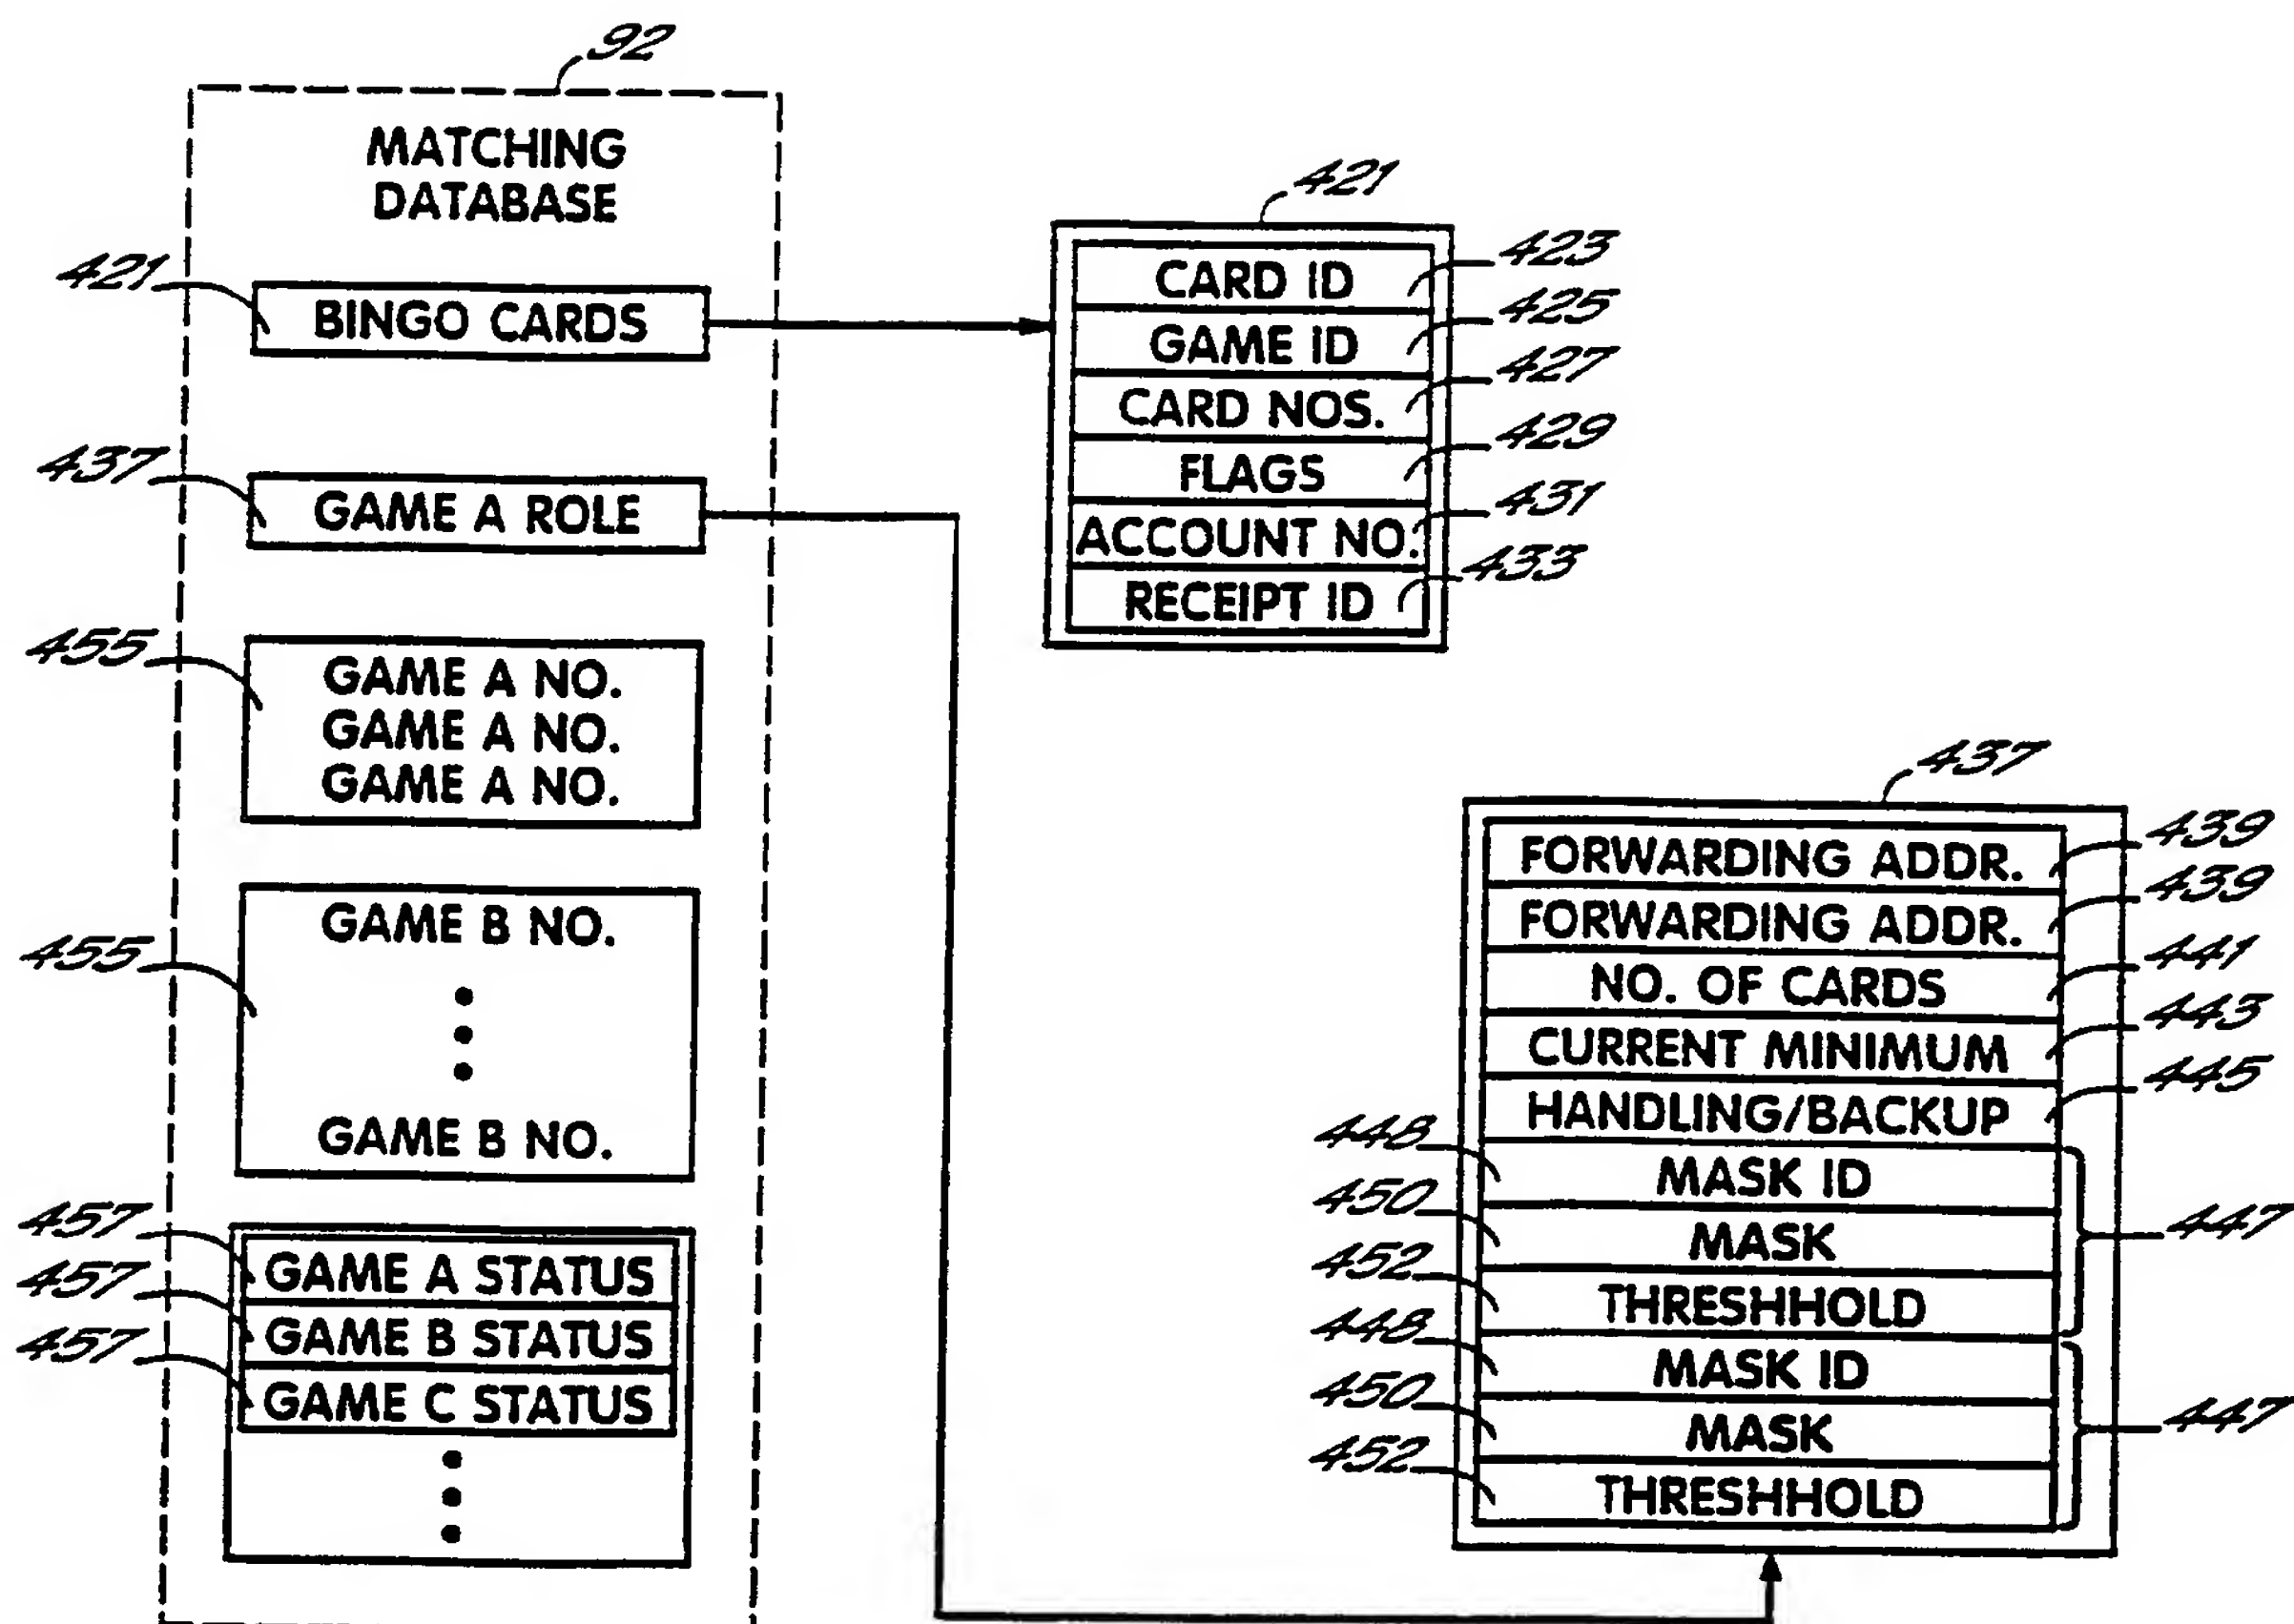 92
MATCHING
DATABASE
421
BINGO CARDS
437
GAME A ROLE
455
GAME A NO.
GAME A NO.
GAME A NO.
455
GAME B NO.
GAME B NO.
457
GAME A STATUS
457
GAME B STATUS
457
GAME C STATUS
421
CARD ID
423
GAME ID
425
CARD NOS.
427
FLAGS
429
ACCOUNT NO.
431
RECEIPT ID
433
437
FORWARDING ADDR.
439
FORWARDING ADDR.
439
NO. OF CARDS
441
CURRENT MINIMUM
443
HANDLING/BACKUP
445
448
MASK ID
450
MASK
447
452
THRESHHOLD
448
MASK ID
450
MASK
447
452
THRESHHOLD